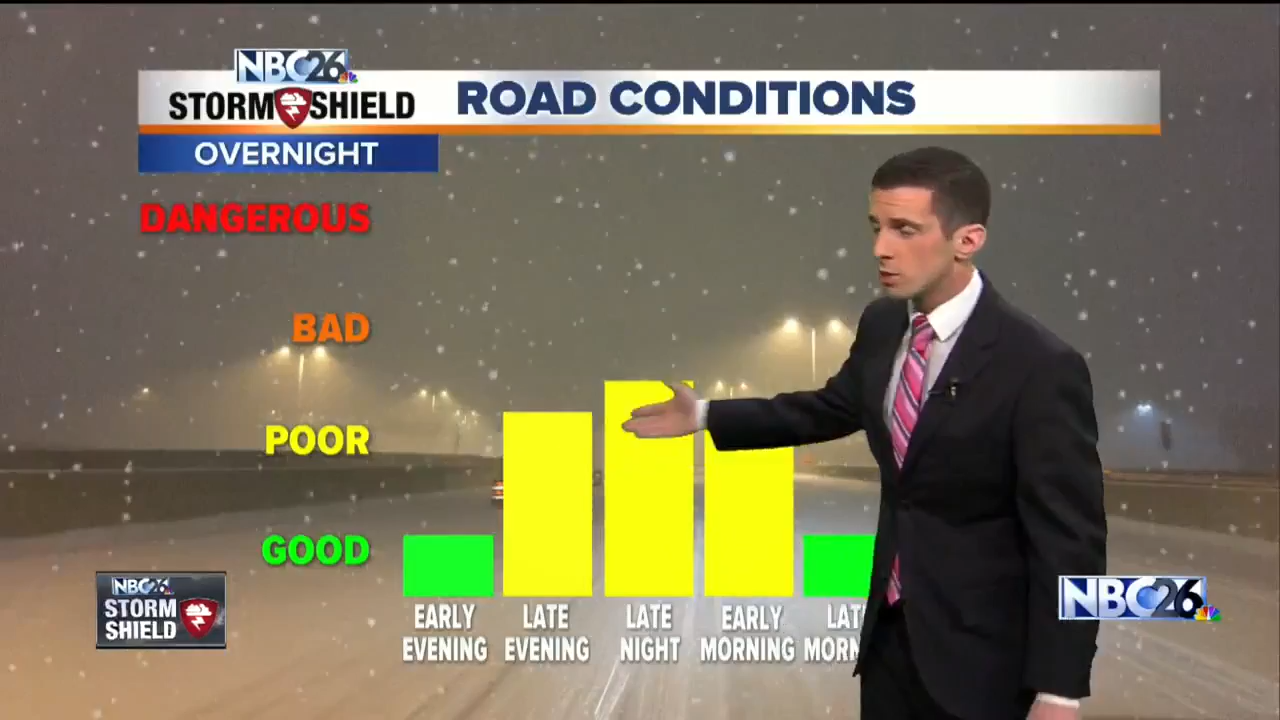 NBC26
STORM SHIELD
ROAD CONDITIONS
OVERNIGHT
DANGEROUS
BAD
POOR
GOOD
EARLY
EVENING
LATE
EVENING
LATE
NIGHT
EARLY
MORNING
NBC26
STORM
SHIELD
NBC26